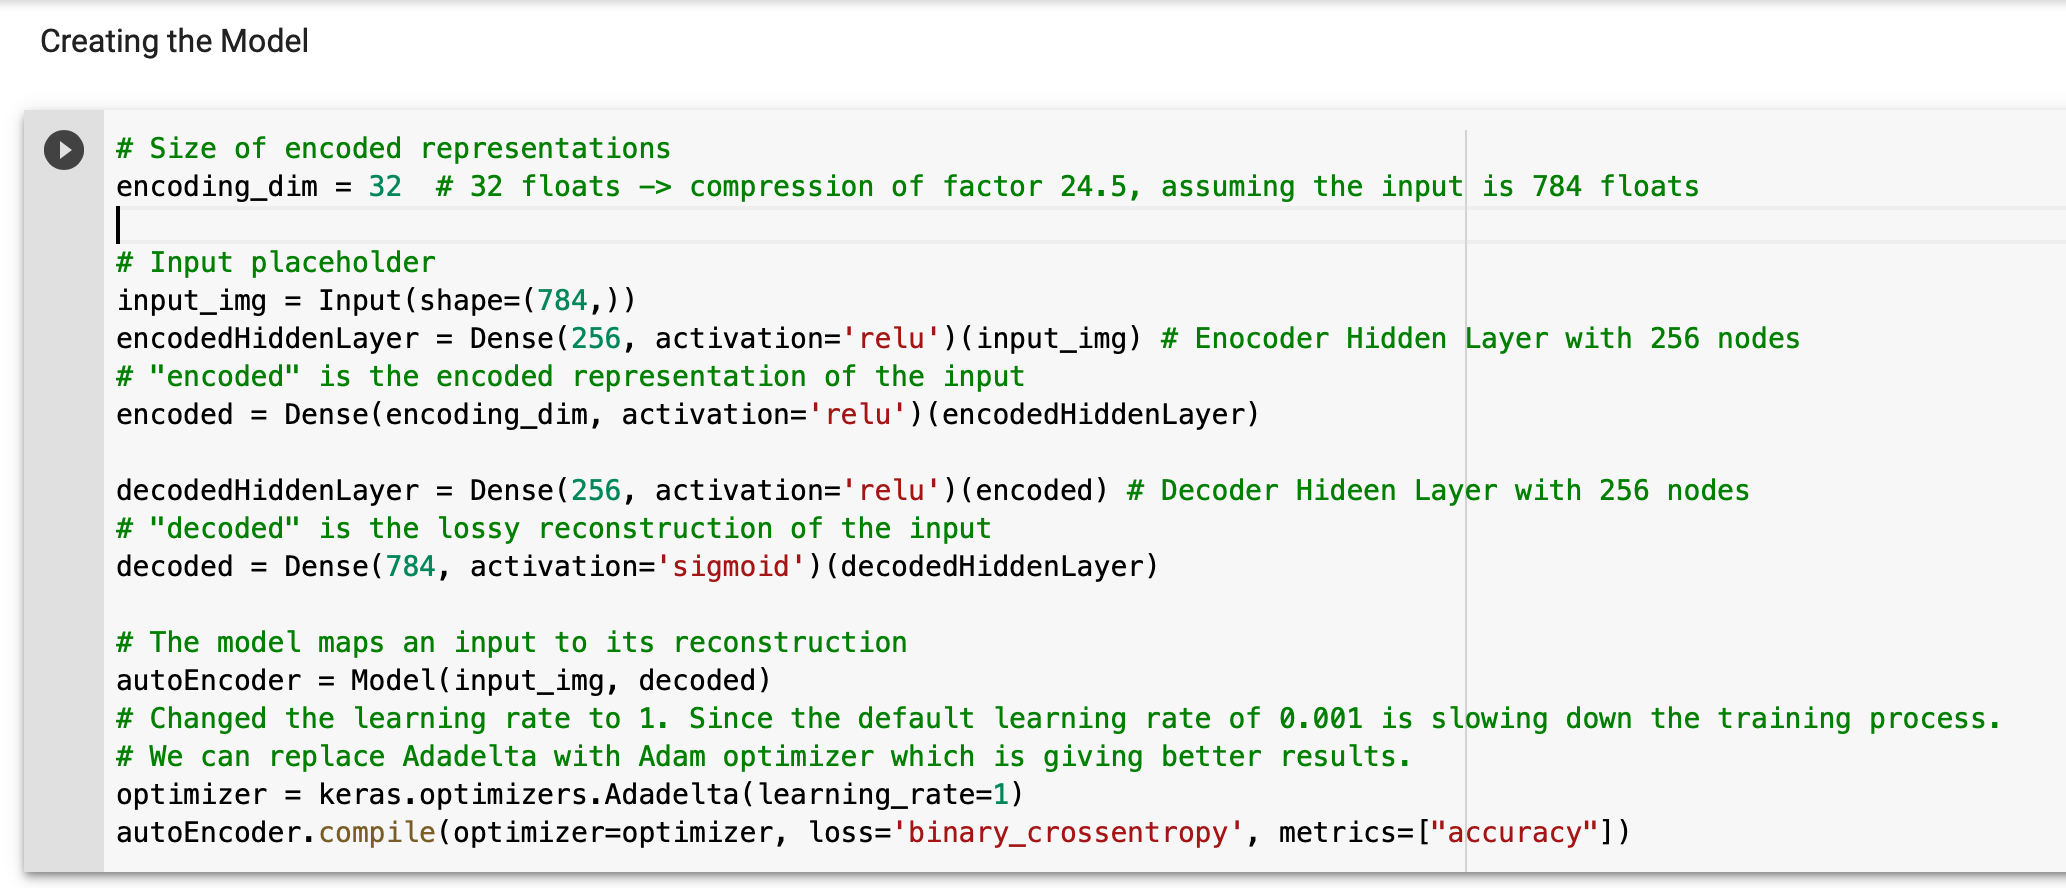 Creating the Model
# Size of encoded representations
encoding_dim = 32  # 32 floats -> compression of factor 24.5, assuming the input is 784 floats
# Input placeholder
input_img = Input(shape=(784,))
encodedHiddenLayer = Dense(256, activation='relu')(input_img) # Enocoder Hidden Layer with 256 nodes
# "encoded" is the encoded representation of the input
encoded = Dense(encoding_dim, activation='relu')(encodedHiddenLayer)
decodedHiddenLayer = Dense(256, activation='relu')(encoded) # Decoder Hideen Layer with 256 nodes
# "decoded" is the lossy reconstruction of the input
decoded = Dense(784, activation='sigmoid')(decodedHiddenLayer)
# The model maps an input to its reconstruction
autoEncoder = Model(input_img, decoded)
# Changed the learning rate to 1. Since the default learning rate of 0.001 is slowing down the training process.
# We can replace Adadelta with Adam optimizer which is giving better results.
optimizer = keras.optimizers.Adadelta(learning_rate=1)
autoEncoder.compile(optimizer=optimizer, loss='binary_crossentropy', metrics=["accuracy"])